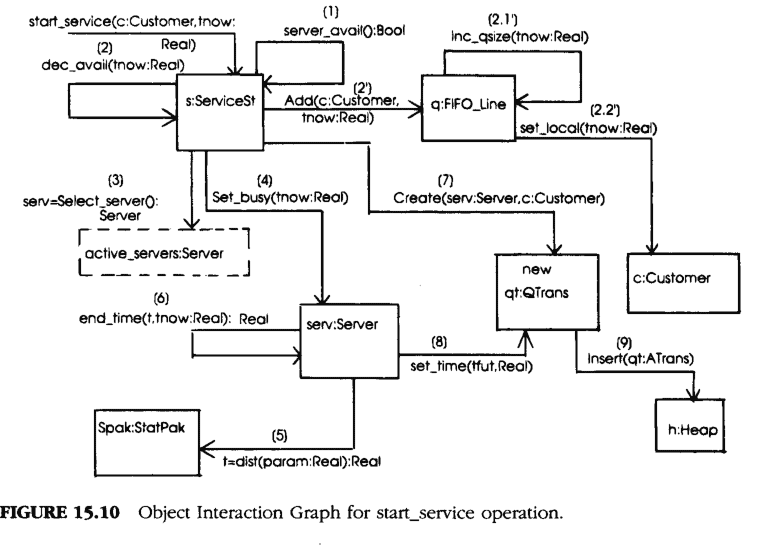 start_service(c:Customer,tnow:
Real)
(1)
server_avail():Bool
(2.1')
Inc_qsize(tnow:Real)
(2)
dec_avail(tnow:Real)
s:ServiceSt
(2')
Add(c:Customer,
tnow:Real)
q:FIFO_Line
(2.2')
set_local(tnow:Real)
(3)
serv=Select_server():
Server
(4)
Set_busy(tnow:Real)
(7)
Create(serv:Server,c:Customer)
active_servers:Server
new
qt:QTrans
c:Customer
(6)
end_time(t,tnow:Real): Real
serv:Server
(8)
set_time(tfut,Real)
(9)
Insert(qt:ATrans)
Spak:StatPak
(5)
t=dist(param:Real):Real
h:Heap
FIGURE 15.10 Object Interaction Graph for start_service operation.